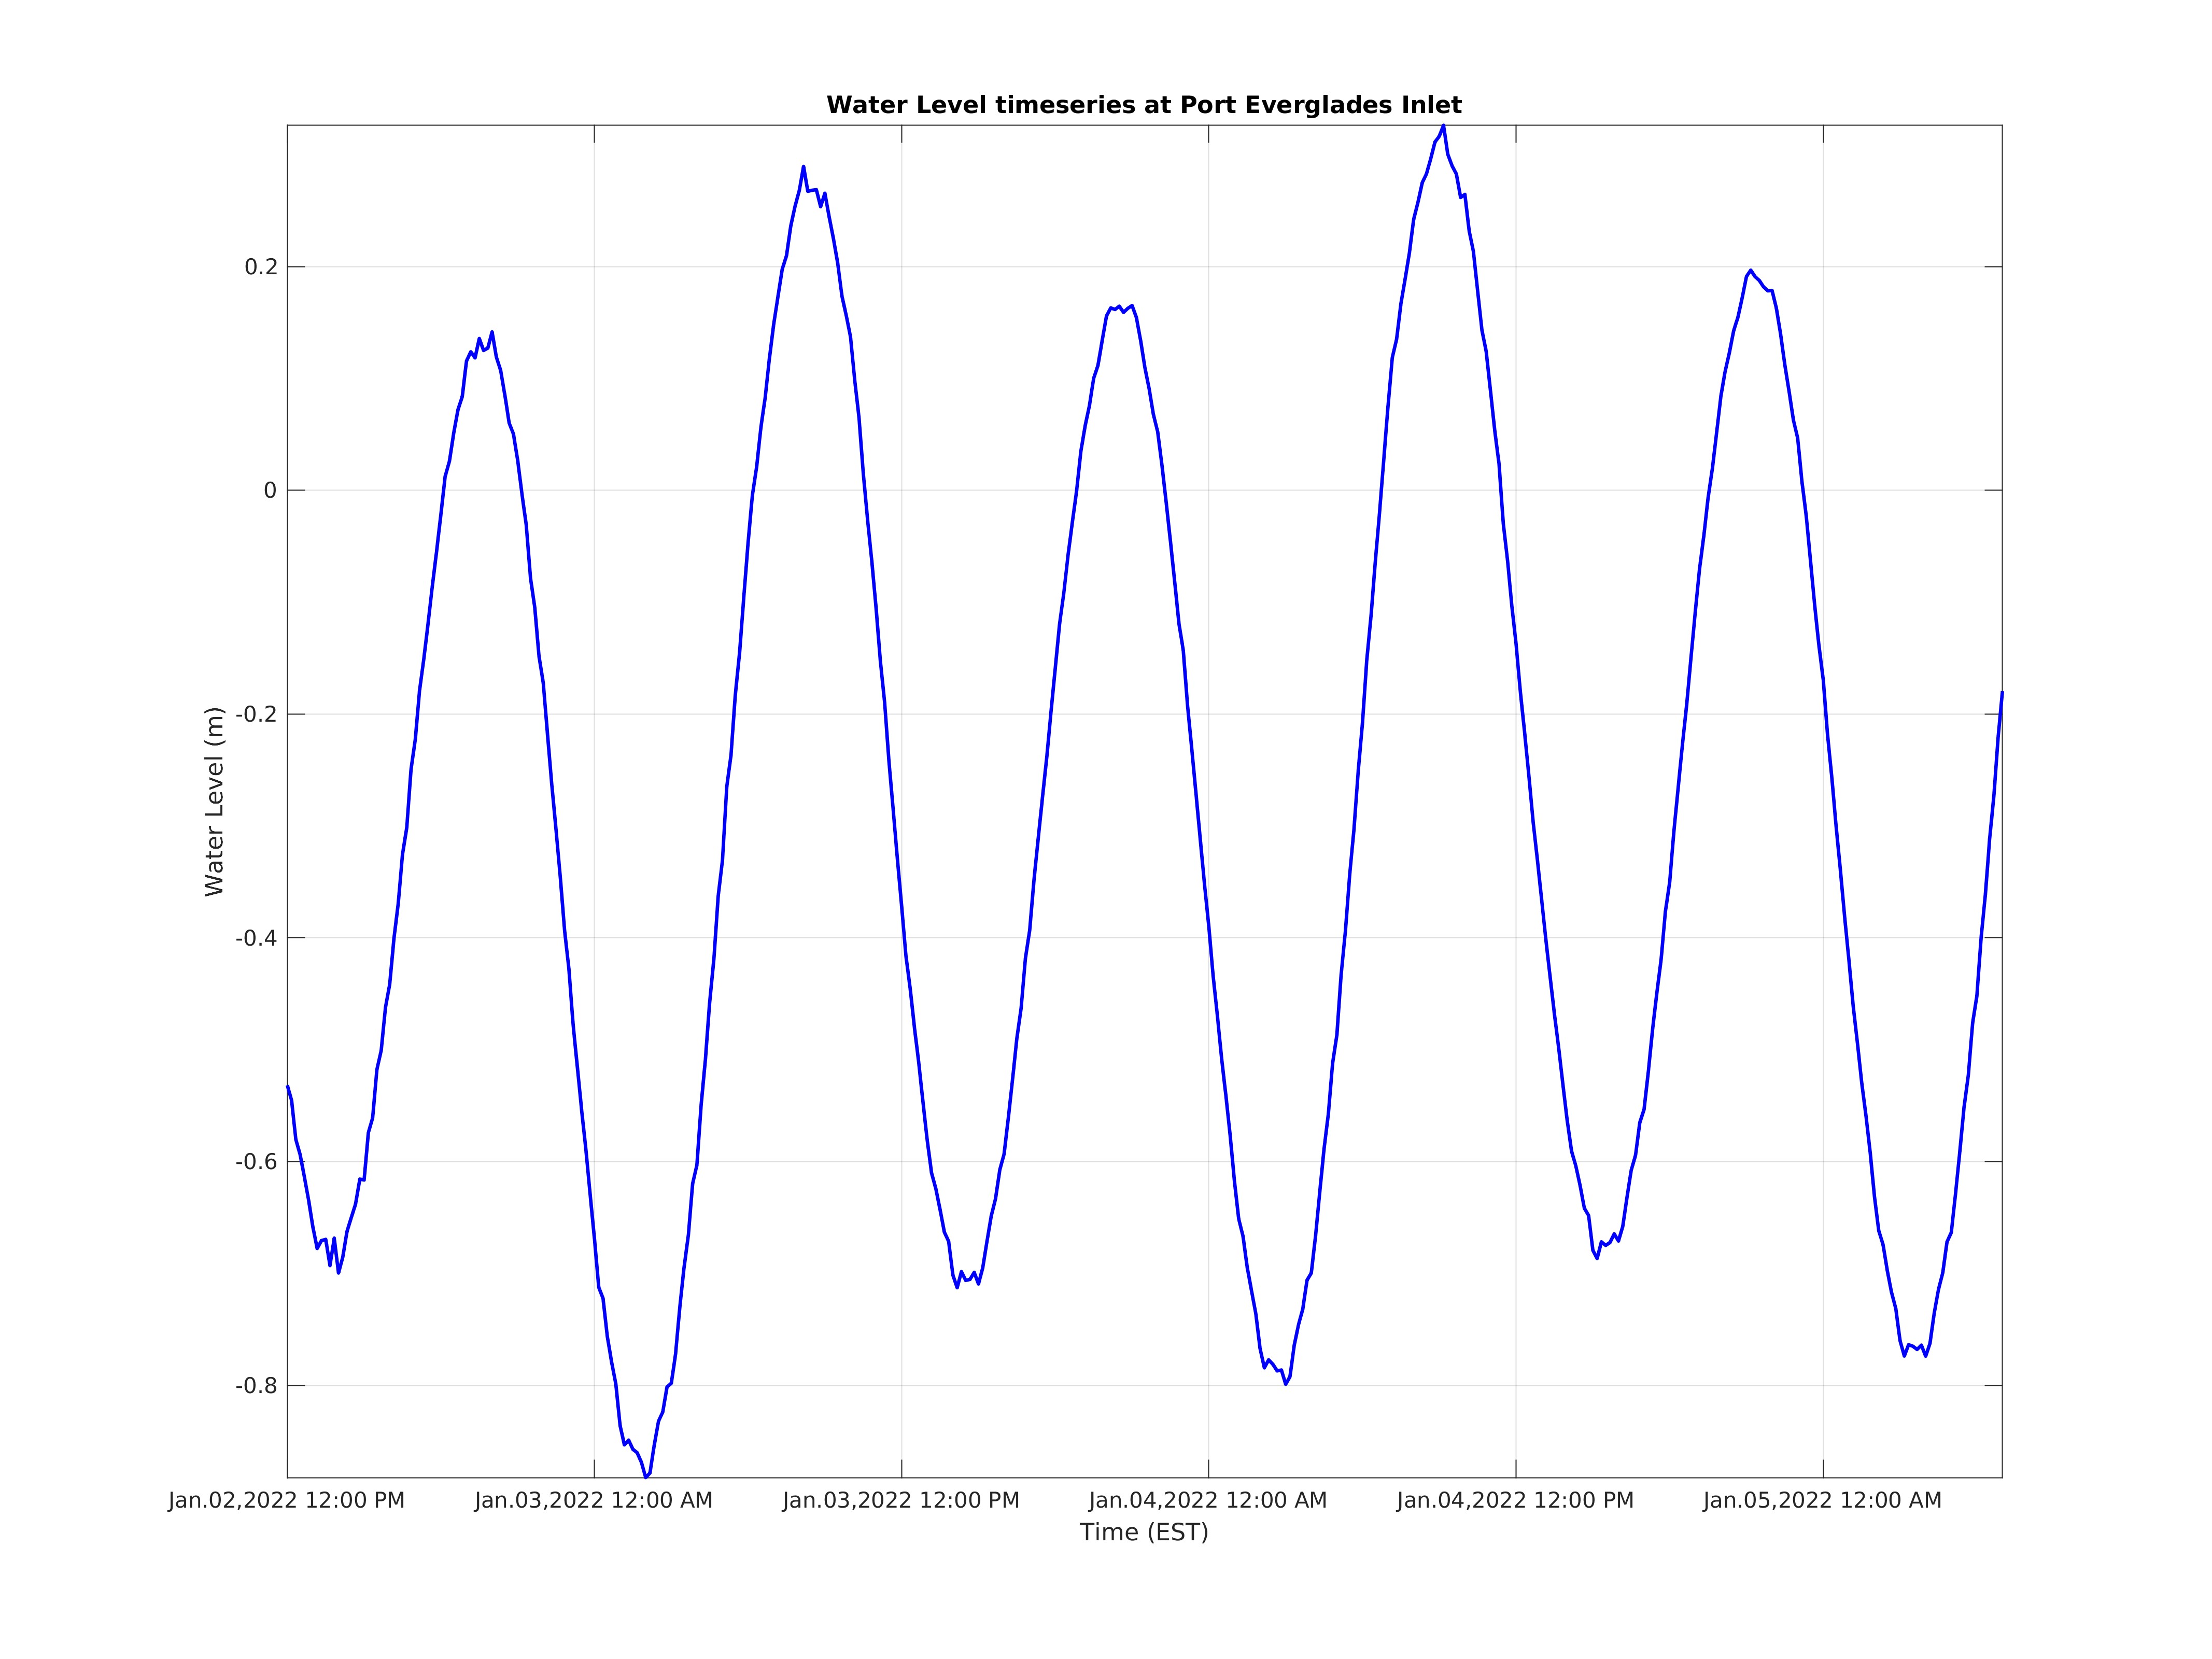 Water Level timeseries at Port Everglades Inlet
0.2
0
-0.2
-0.4
-0.6
-0.8
Water Level (m)
Jan.02,2022 12:00 PM
Jan.03,2022 12:00 AM
Jan.03,2022 12:00 PM
Jan.04,2022 12:00 AM
Jan.04,2022 12:00 PM
Jan.05,2022 12:00 AM
Time (EST)